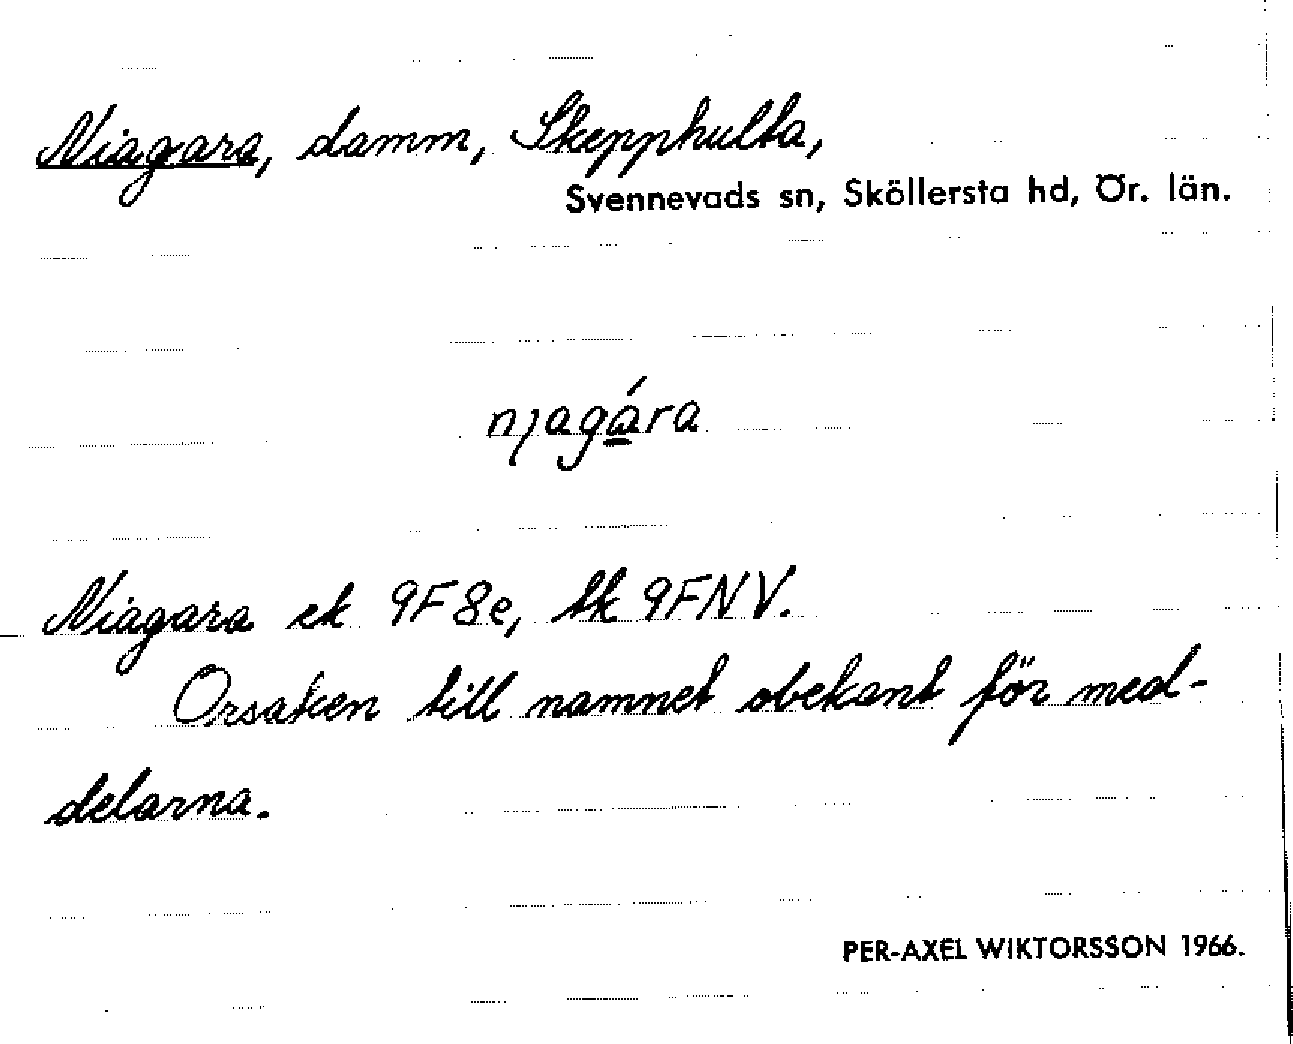 Niagara, damm, Skepphulta,
Svennevads sn, Sköllersta hd, Ör. län.
njagára
Niagara ek 9F8e, tk 9FNV.
Orsaken till namnet obekant för med-
delarna.
PER-AXEL WIKTORSSON 1966.